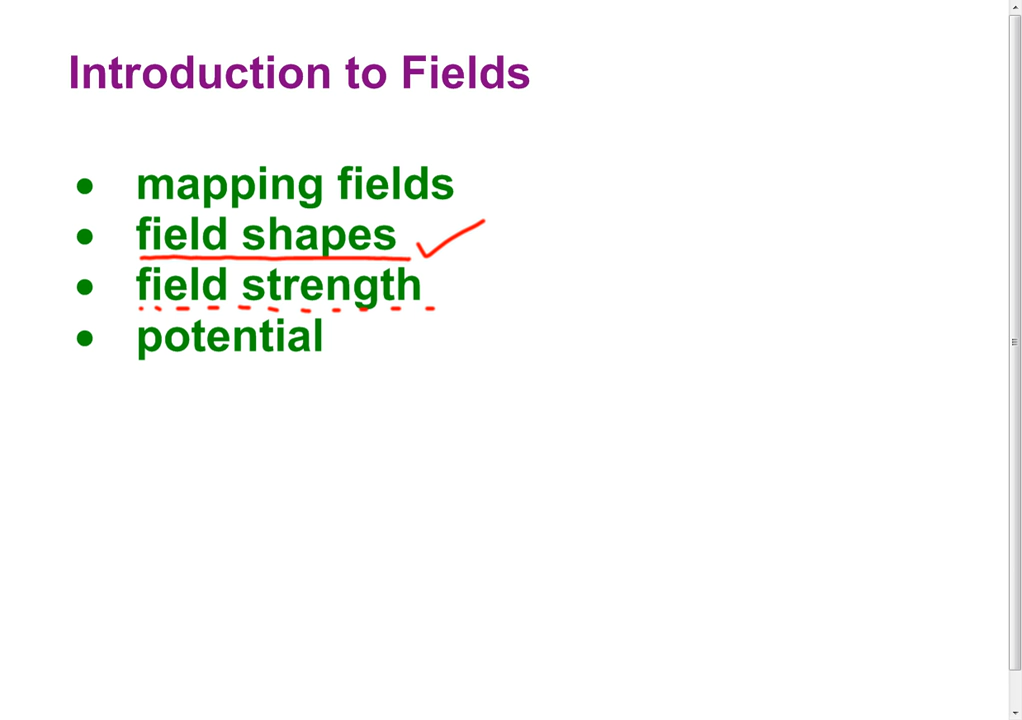 Introduction to Fields
• mapping fields
• field shapes ✓
• field strength
• potential